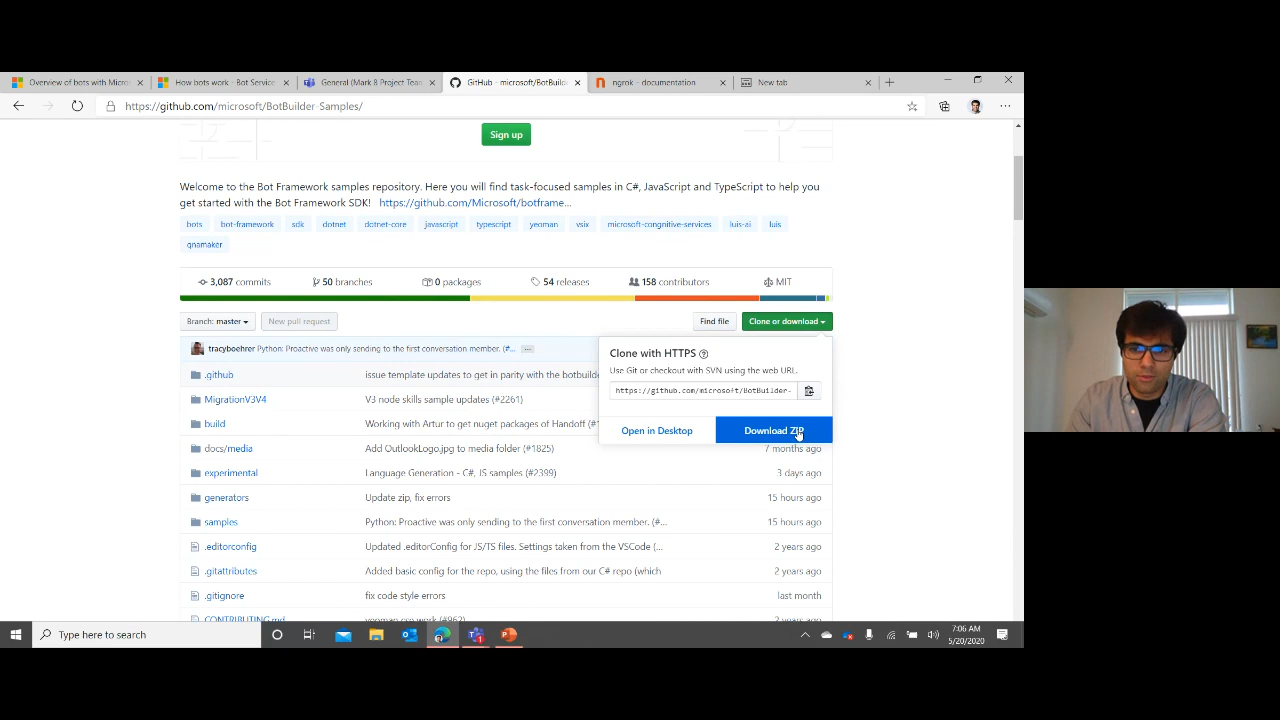 Overview of bots with Micros
How bots work - Bot Service
General (Mark 8 Project Team
GitHub - microsoft/BotBuilde
ngrok - documentation
New tab
https://github.com/microsoft/BotBuilder-Samples/
Sign up
Welcome to the Bot Framework samples repository. Here you will find task-focused samples in C#, JavaScript and TypeScript to help you
get started with the Bot Framework SDK! https://github.com/Microsoft/botframe...
bots bot-framework sdk dotnet dotnet-core javascript typescript yeoman vsix microsoft-congnitive-services luis-ai luis
qnamaker
3,087 commits 50 branches 0 packages 54 releases 158 contributors MIT
Branch: master New pull request Find file Clone or download
tracyboehrer Python: Proactive was only sending to the first conversation member. (#... ...
Clone with HTTPS
Use Git or checkout with SVN using the web URL.
https://github.com/microsoft/BotBuilder-
Open in Desktop Download ZIP
.github issue template updates to get in parity with the botbuilde
MigrationV3V4 V3 node skills sample updates (#2261)
build Working with Artur to get nuget packages of Handoff (#1
docs/media Add OutlookLogo.jpg to media folder (#1825) 7 months ago
experimental Language Generation - C#, JS samples (#2399) 3 days ago
generators Update zip, fix errors 15 hours ago
samples Python: Proactive was only sending to the first conversation member. (#... 15 hours ago
.editorconfig Updated .editorConfig for JS/TS files. Settings taken from the VSCode (... 2 years ago
.gitattributes Added basic config for the repo, using the files from our C# repo (which 2 years ago
.gitignore fix code style errors last month
CONTRIBUTING.md
Type here to search
7:06 AM
5/20/2020